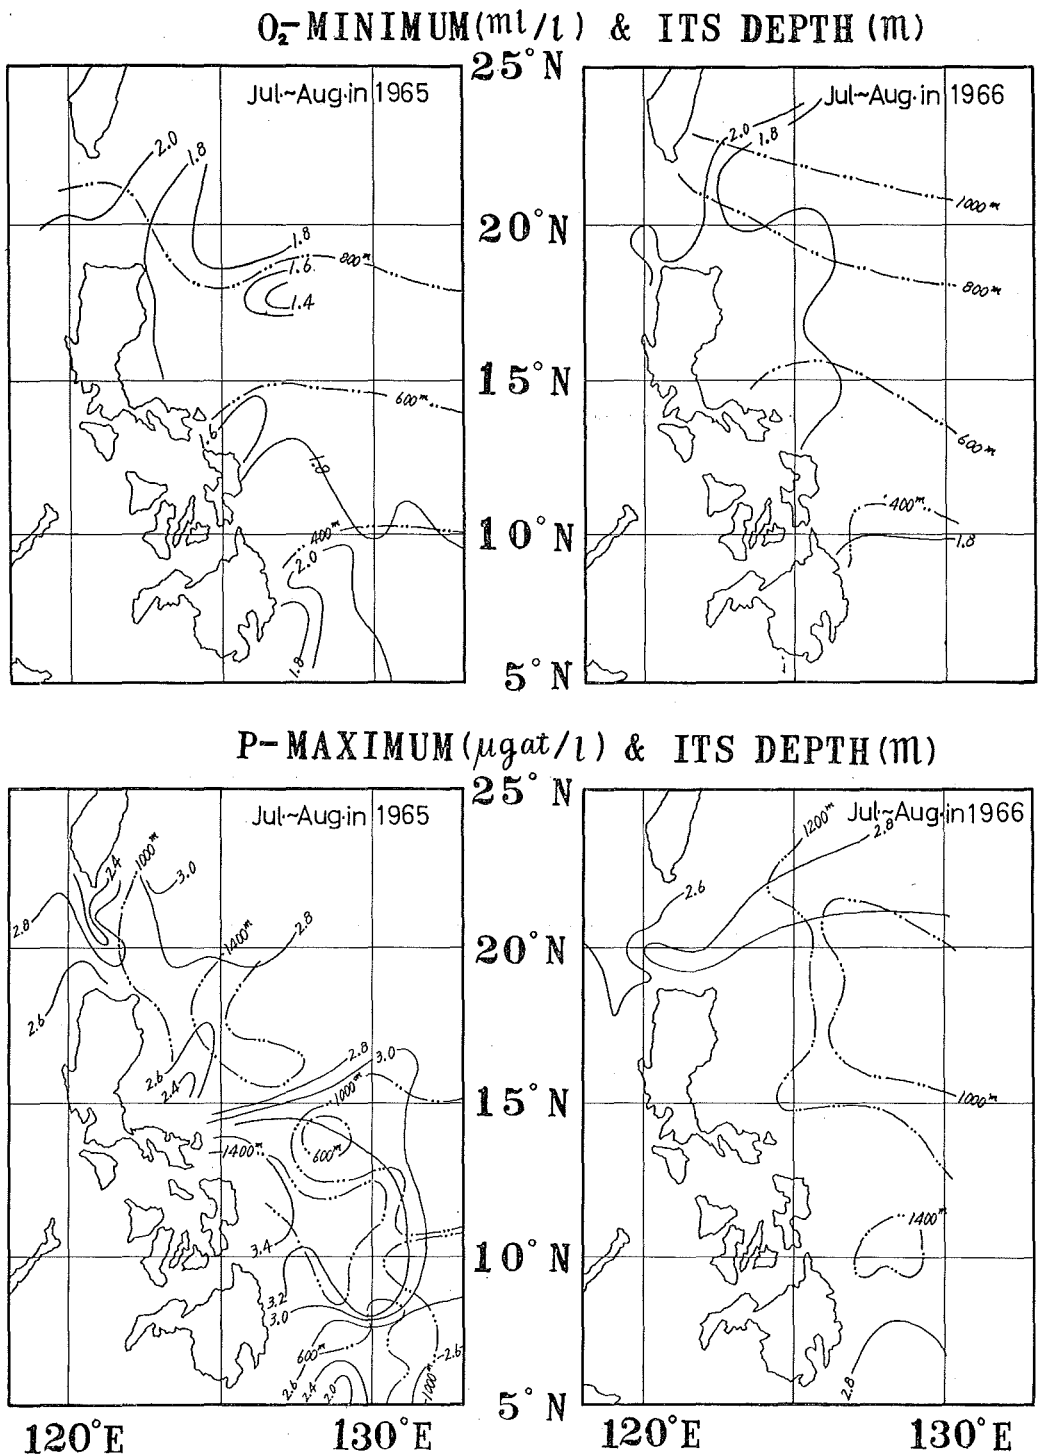 O₂-MINIMUM(ml/l) & ITS DEPTH (m)
25°N
Jul~Aug.in 1965
Jul~Aug.in 1966
2.0
1.8
1.8
1.6
1.4
800ᵐ
600ᵐ
.6
1.6
400ᵐ
2.0
1.8
20°N
15°N
10°N
5°N
2.0
1.8
1000ᵐ
800ᵐ
600ᵐ
400ᵐ
1.8
P-MAXIMUM(μgat/l) & ITS DEPTH(m)
25°N
Jul~Aug.in 1965
Jul~Aug.in 1966
2.4
1000ᵐ
3.0
2.8
2.6
1400ᵐ
2.8
2.6
2.4
2.8
3.0
1000ᵐ
600ᵐ
1400ᵐ
3.4
3.2
3.0
600ᵐ
2.6
2.4
2.0
1000ᵐ
2.6
20°N
15°N
10°N
5°N
1200ᵐ
2.8
2.6
1000ᵐ
1400ᵐ
2.8
120°E
130°E
120°E
130°E